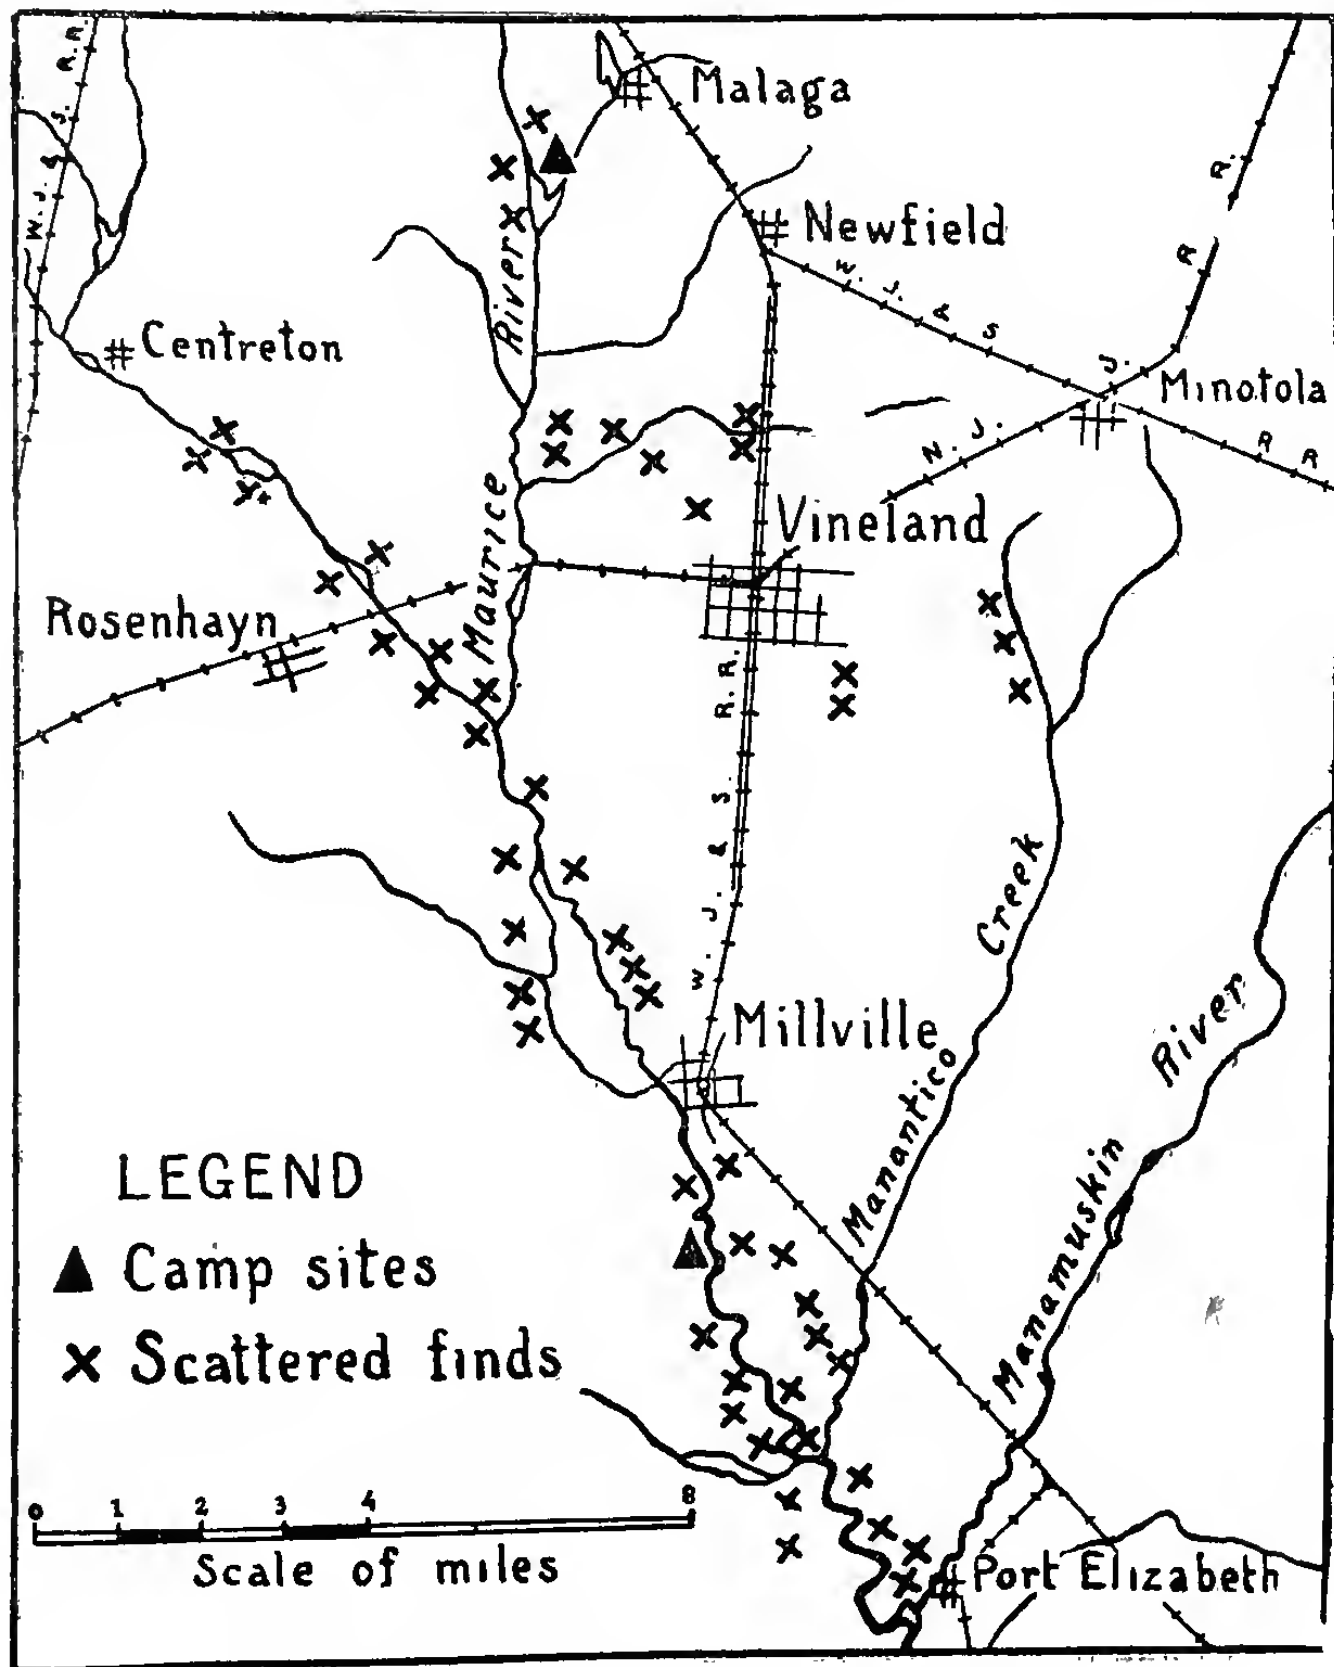 W. J. & S. R. R.
Malaga
R.
R
Newfield
W. J. & S
R R
River
Centreton
J.
Minotola
N. J.
Maurice
Vineland
Rosenhayn
W. J. & S. R. R.
Creek
Manantico
River
Manamuskin
Millville
LEGEND
Camp sites
Scattered finds
0 1 2 3 4 8
Scale of miles
Port Elizabeth